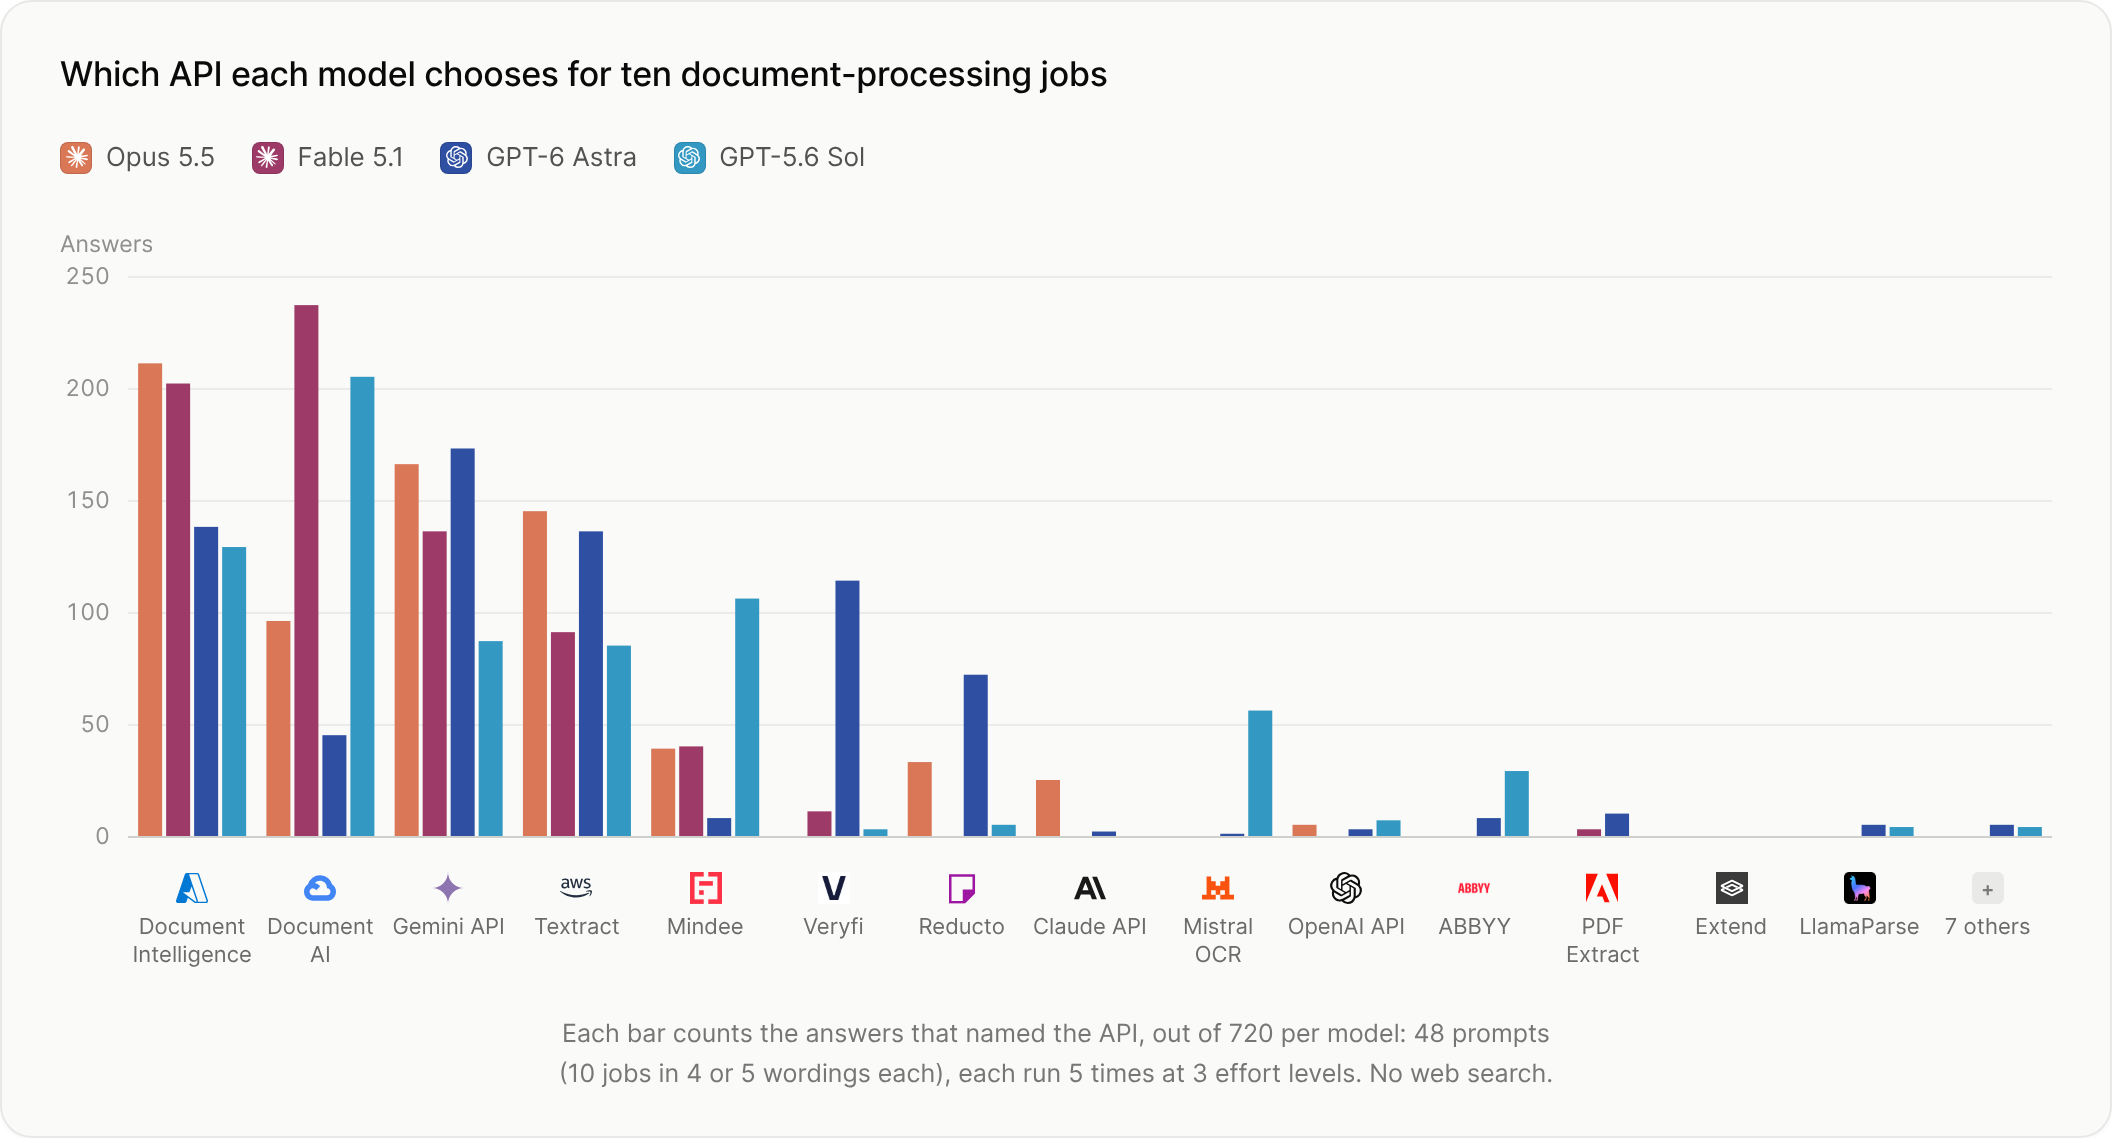 Which API each model chooses for ten document-processing jobs
Opus 5.5
Fable 5.1
GPT-6 Astra
GPT-5.6 Sol
Answers
250
200
150
100
50
0
aws
V
ABBYY
+
Document
Intelligence
Document
AI
Gemini API
Textract
Mindee
Veryfi
Reducto
Claude API
Mistral
OCR
OpenAI API
ABBYY
PDF
Extract
Extend
LlamaParse
7 others
Each bar counts the answers that named the API, out of 720 per model: 48 prompts
(10 jobs in 4 or 5 wordings each), each run 5 times at 3 effort levels. No web search.